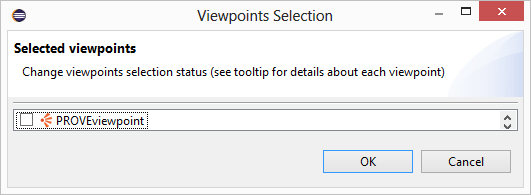 Viewpoints Selection
Selected viewpoints
Change viewpoints selection status (see tooltip for details about each viewpoint)
PROVEviewpoint
OK Cancel